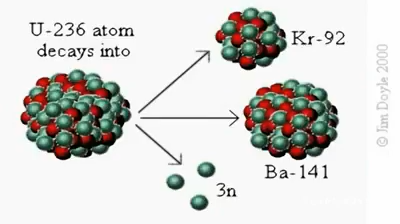 U-236 atom
decays into
Kr-92
Ba-141
3n
© Jim Doyle 2000